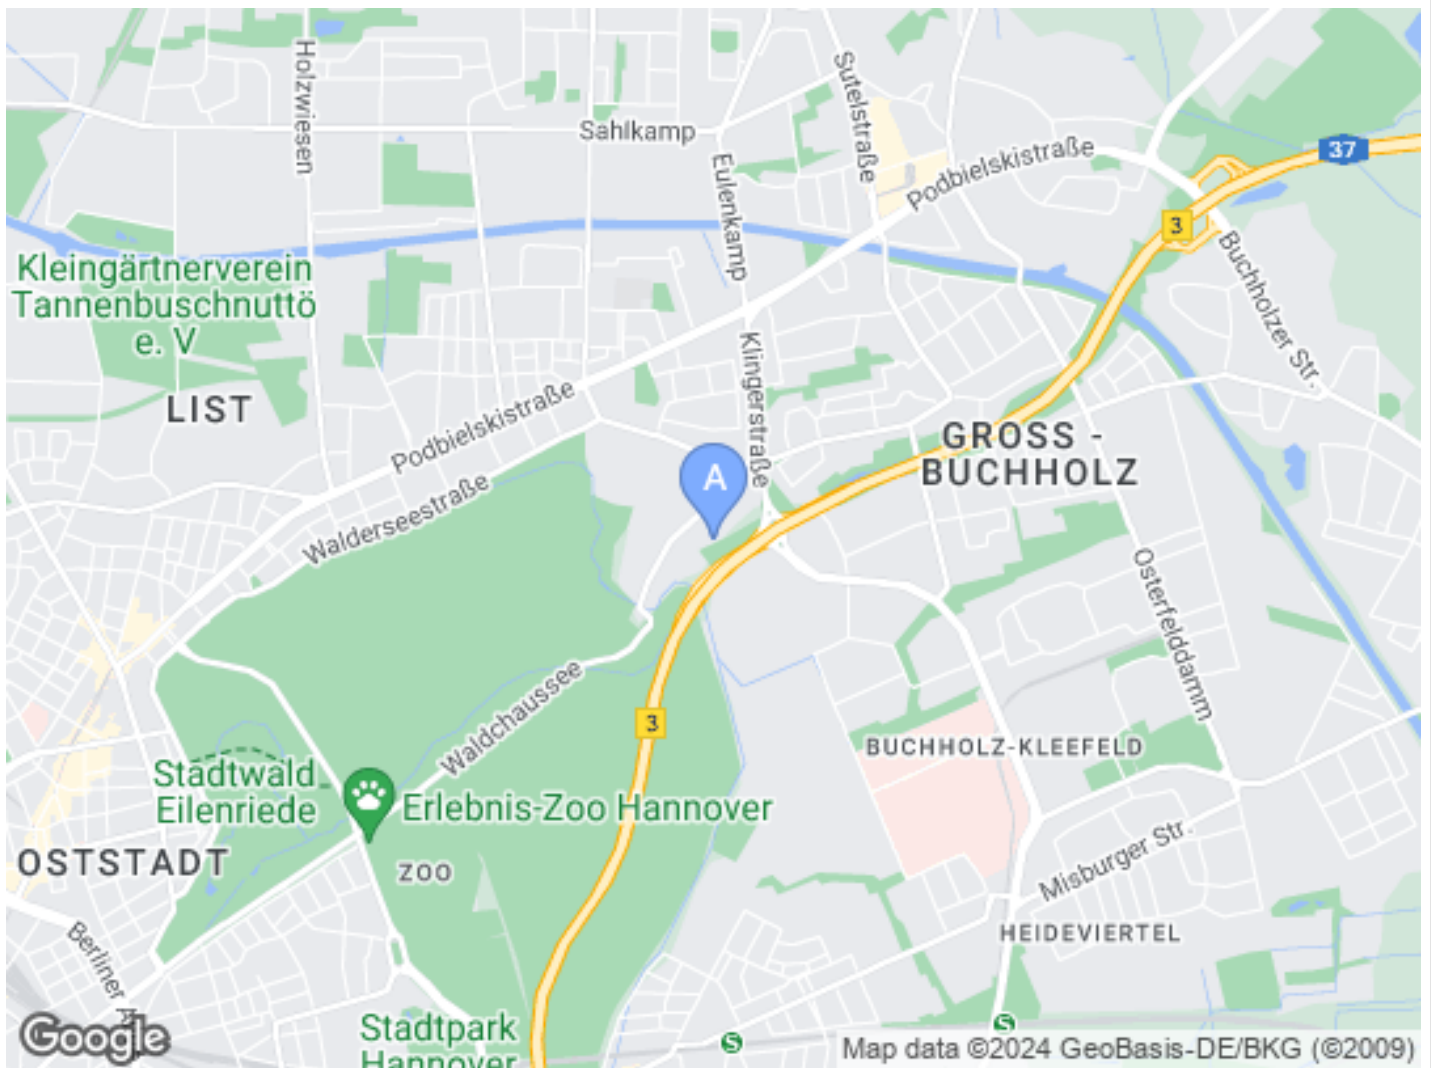 Holzwiesen
Sutelstraße
Sahlkamp
37
Podbielskistraße
Eulenkamp
3
Kleingärtnerverein
Tannenbuschnuttö
e. V
Buchholzer Str.
Klingerstraße
LIST
Podbielskistraße
GROSS -
BUCHHOLZ
A
Walderseestraße
Osterfelddamm
Waldchaussee
3
BUCHHOLZ-KLEEFELD
Stadtwald
Eilenriede
Erlebnis-Zoo Hannover
OSTSTADT
ZOO
Misburger Str.
HEIDEVIERTEL
Berliner A
Stadtpark
Hannover
S
S
Google
Map data ©2024 GeoBasis-DE/BKG (©2009)